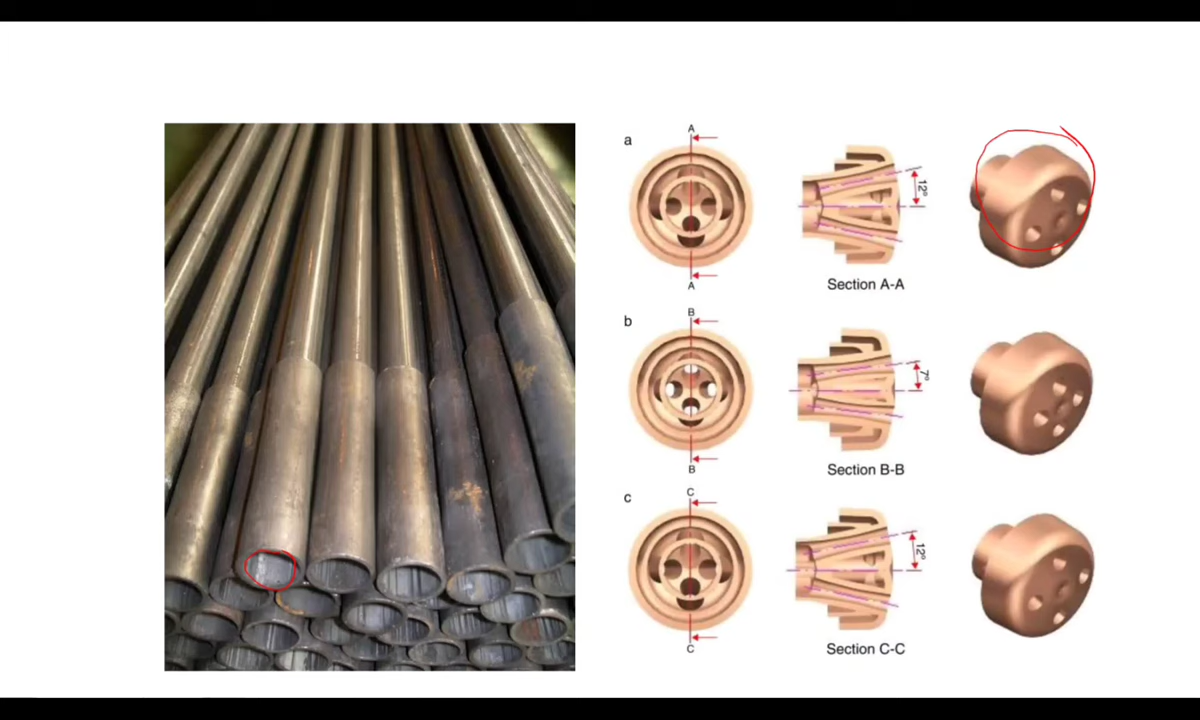 a
A
12°
A
Section A-A
b
B
7°
B
Section B-B
c
C
12°
C
Section C-C